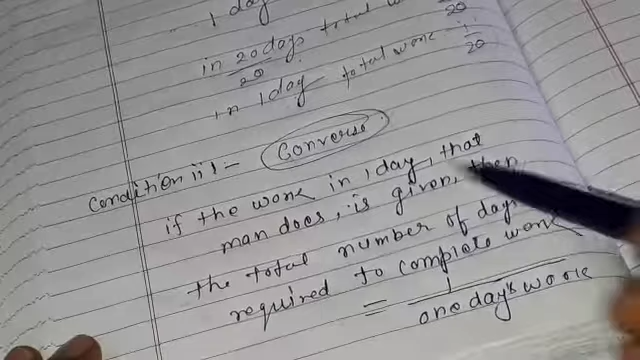 1 day
in 20 days total
20
20
in 1 day total work = 1
20
Condition ii :- Converse
if the work in 1 day, that
man does, is given, then
the total number of days
required to complete work
= 1
one day's work